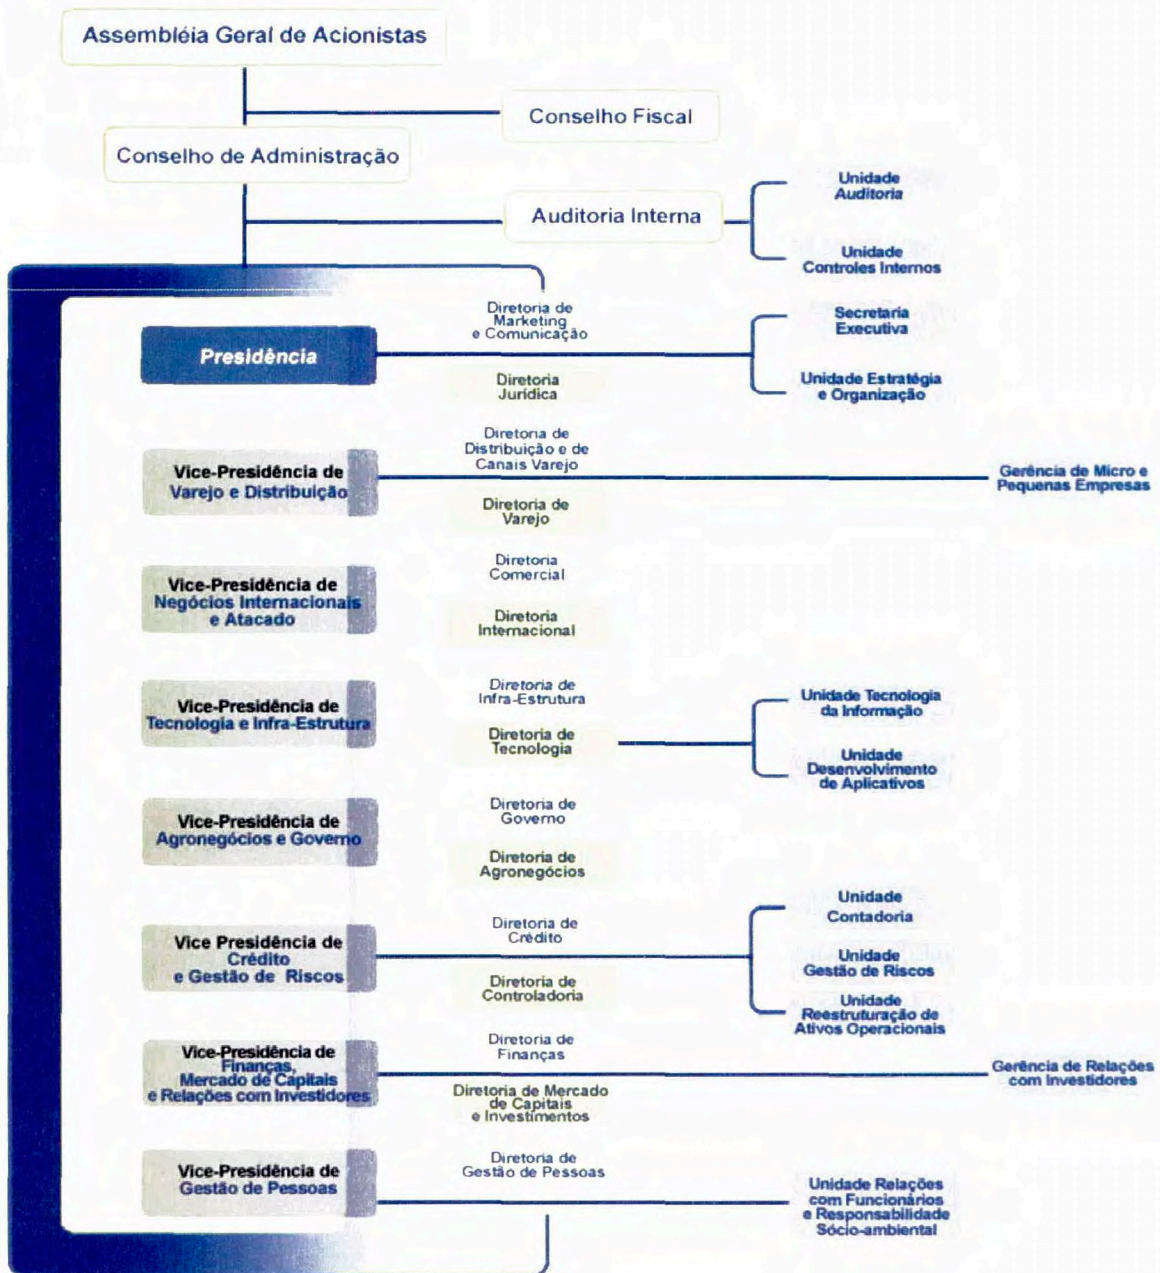 Assembléia Geral de Acionistas
Conselho Fiscal
Conselho de Administração
Unidade
Auditoria
Auditoria Interna
Unidade
Controles Internos
Diretoria de
Marketing
e Comunicação
Secretaria
Executiva
Presidência
Diretoria
Jurídica
Unidade Estratégia
e Organização
Diretoria de
Distribuição e de
Canais Varejo
Vice-Presidência de
Varejo e Distribuição
Gerência de Micro e
Pequenas Empresas
Diretoria de
Varejo
Diretoria
Comercial
Vice-Presidência de
Negócios Internacionais
e Atacado
Diretoria
Internacional
Diretoria de
Infra-Estrutura
Vice-Presidência de
Tecnologia e Infra-Estrutura
Unidade Tecnologia
da Informação
Diretoria de
Tecnologia
Unidade
Desenvolvimento
de Aplicativos
Diretoria de
Governo
Vice-Presidência de
Agronegócios e Governo
Diretoria de
Agronegócios
Unidade
Contadoria
Diretoria de
Crédito
Vice Presidência de
Crédito
e Gestão de Riscos
Unidade
Gestão de Riscos
Diretoria de
Controladoria
Unidade
Reestruturação de
Ativos Operacionais
Diretoria de
Finanças
Vice-Presidência de
Finanças,
Mercado de Capitais
e Relações com Investidores
Gerência de Relações
com Investidores
Diretoria de Mercado
de Capitais
e Investimentos
Diretoria de
Gestão de Pessoas
Vice-Presidência de
Gestão de Pessoas
Unidade Relações
com Funcionários
e Responsabilidade
Sócio-ambiental